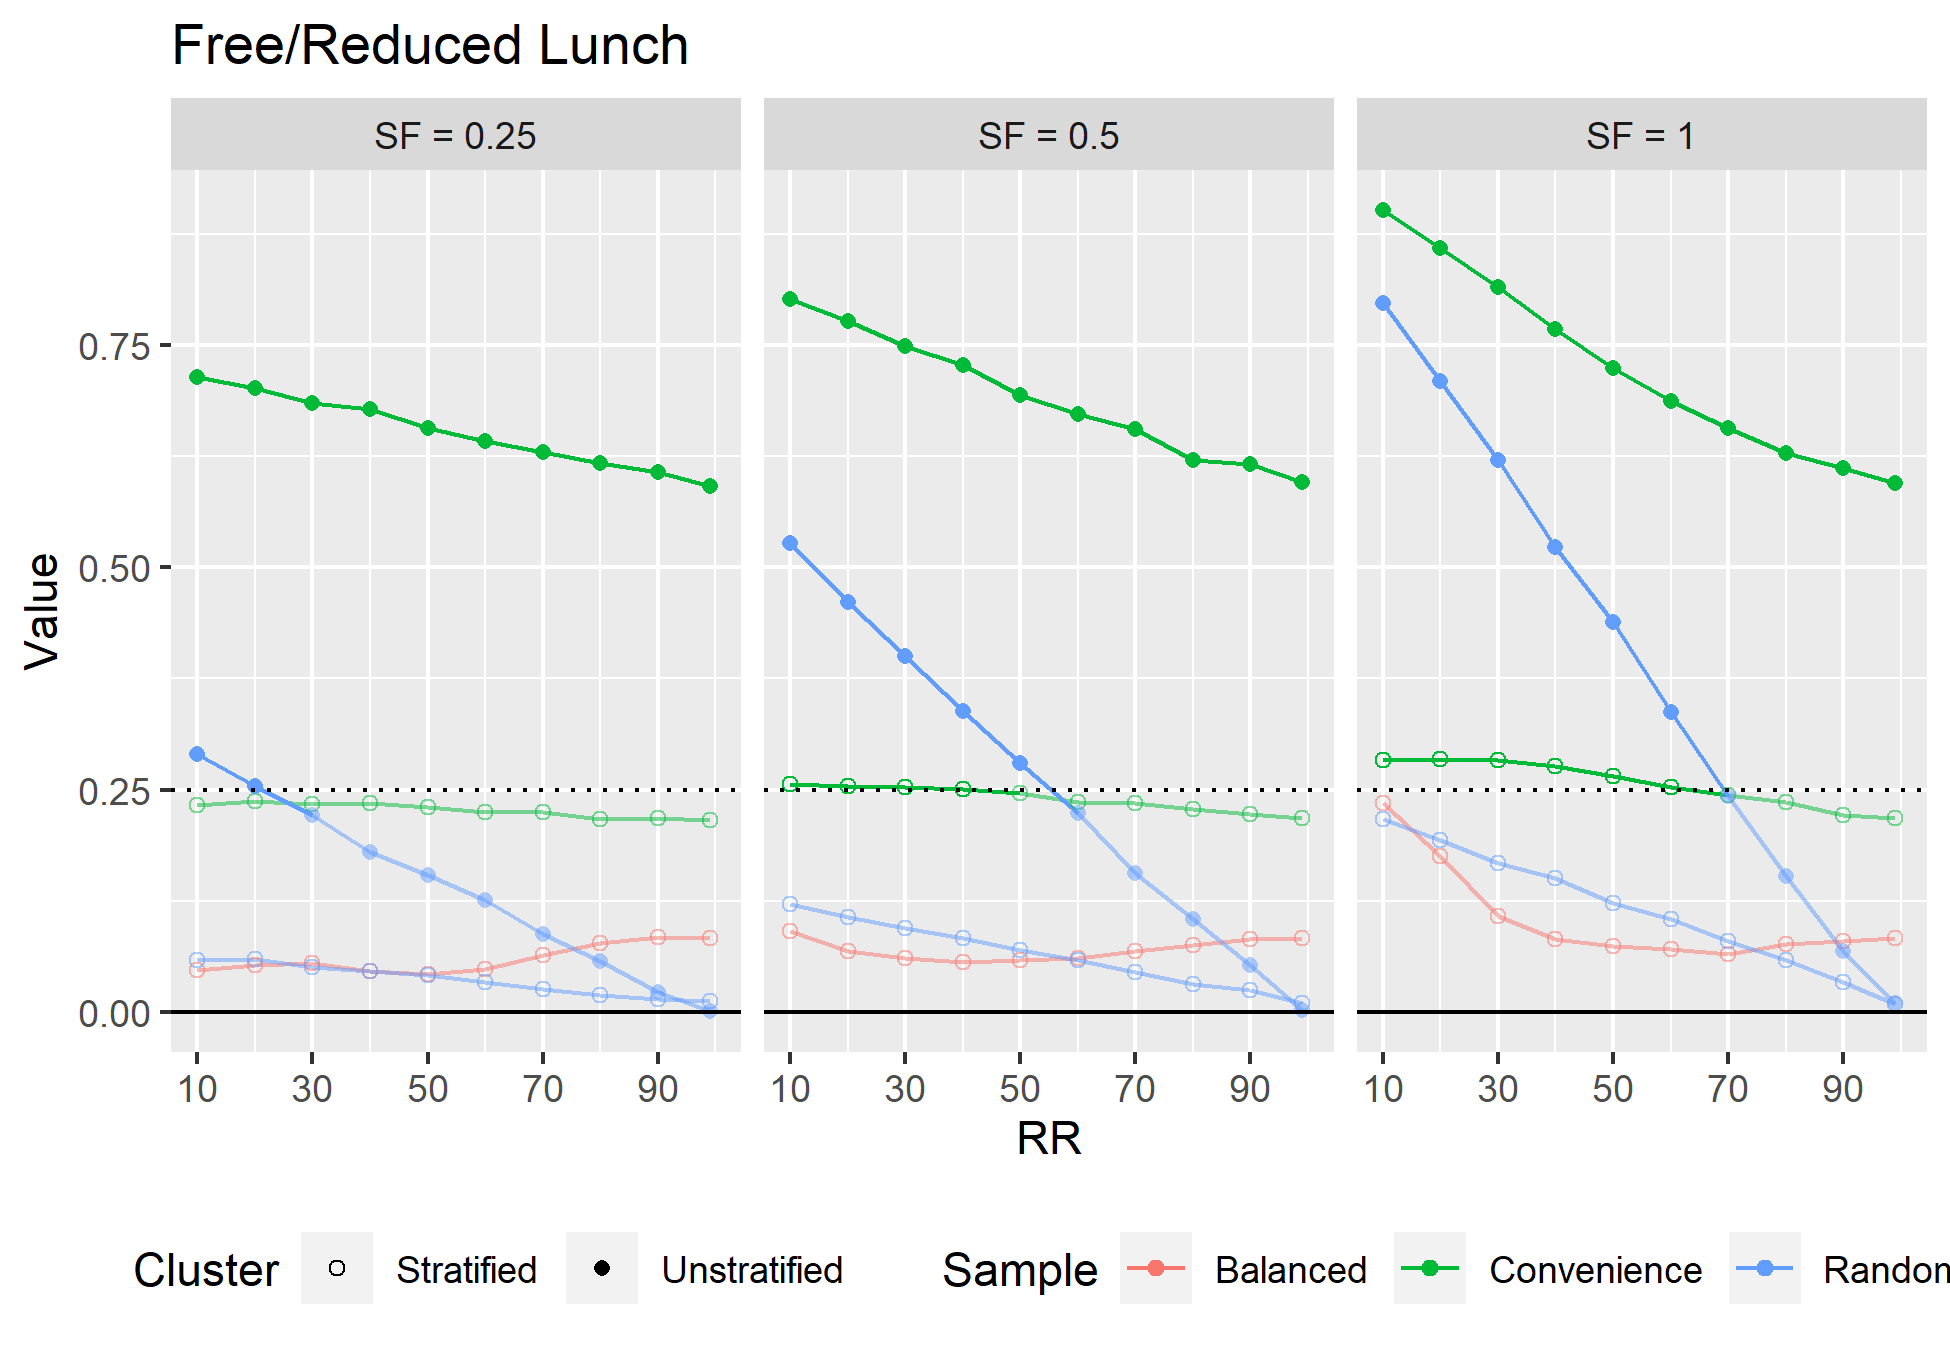 Free/Reduced Lunch
SF = 0.25 SF = 0.5 SF = 1
0.75
0.50
0.25
0.00
Value
10 30 50 70 90 10 30 50 70 90 10 30 50 70 90
RR
Cluster Stratified Unstratified Sample Balanced Convenience Randon